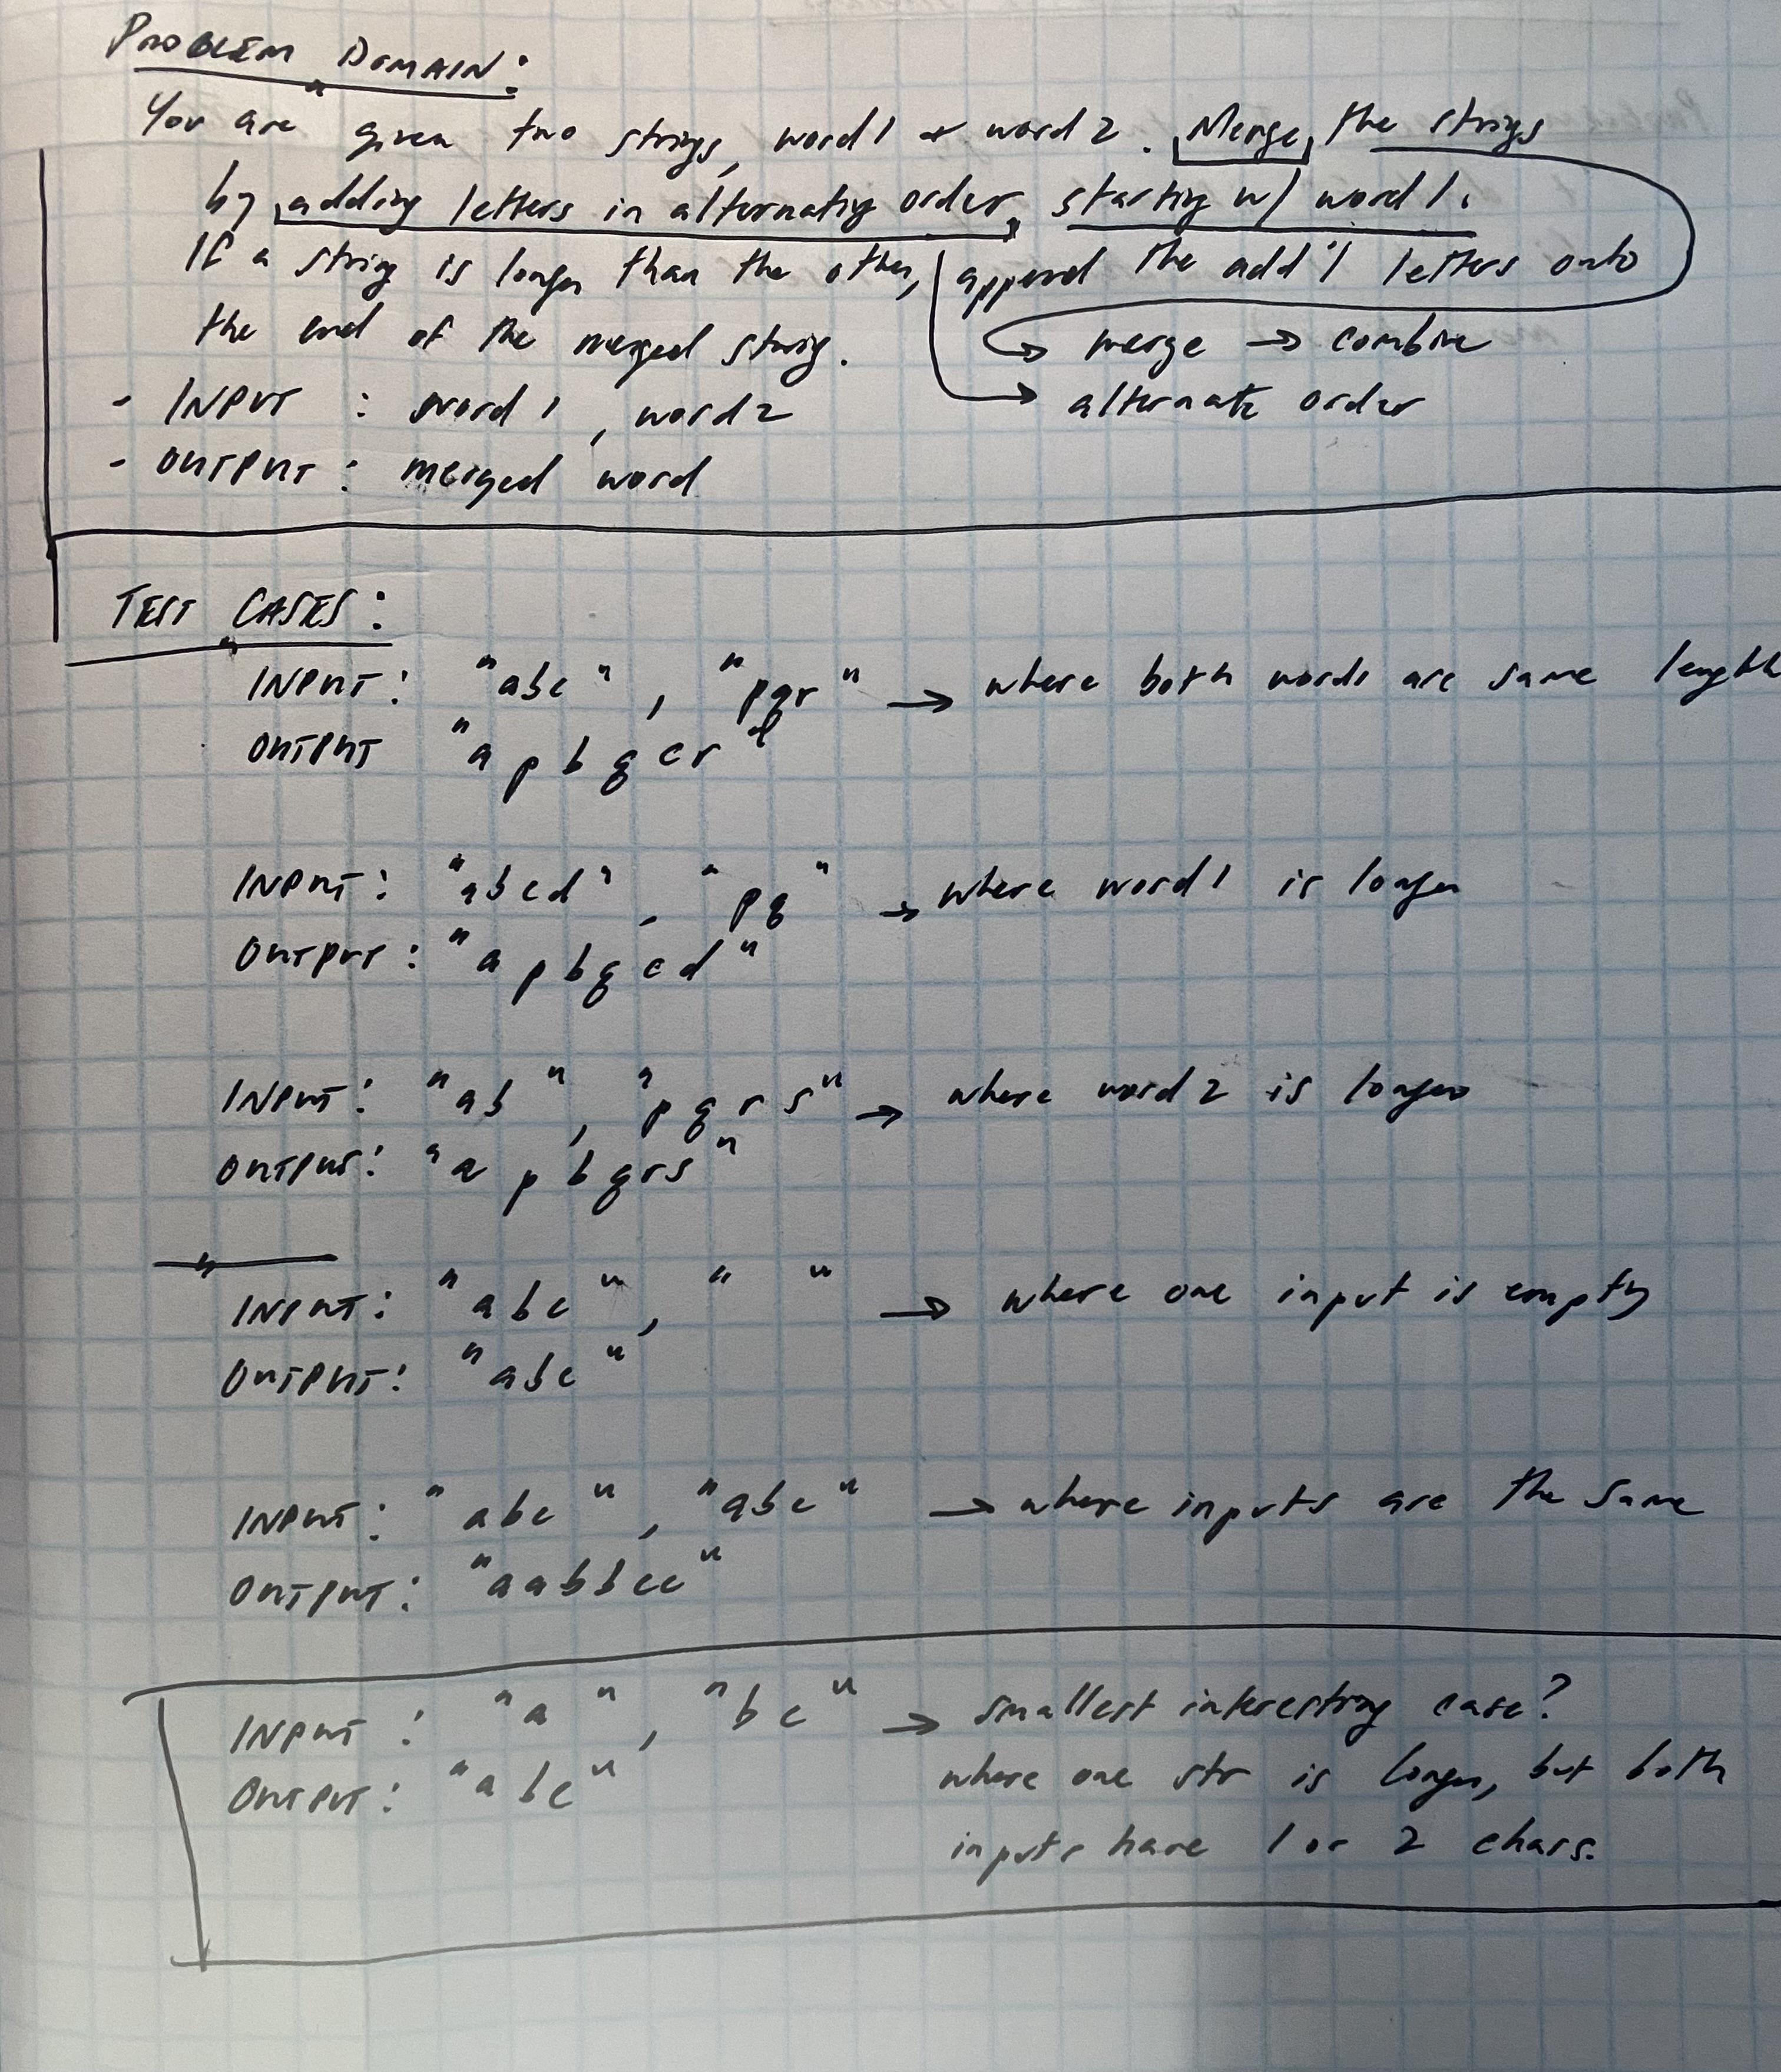 PROBLEM DOMAIN:
You are given two strings, word1 & word2. Merge the strings
by adding letters in alternating order, starting w/ word1.
If a string is longer than the other, append the add'l letters onto
the end of the merged string.
→ merge → combine
→ alternate order
- INPUT : word1, word2
- OUTPUT : merged word
TEST CASES:
INPUT: "abc", "pqr" → where both words are same length
OUTPUT "apbqcr"
INPUT: "abcd", "pq" → where word1 is longer
OUTPUT: "apbqcd"
INPUT: "ab", "pqrs" → where word2 is longer
OUTPUT: "apbqrs"
INPUT: "abc", " " → where one input is empty
OUTPUT: "abc"
INPUT: "abc", "abc" → where inputs are the same
OUTPUT: "aabbcc"
INPUT : "a", "bc" → smallest interesting case?
OUTPUT: "abc"
where one str is longer, but both
inputs have 1 or 2 chars.